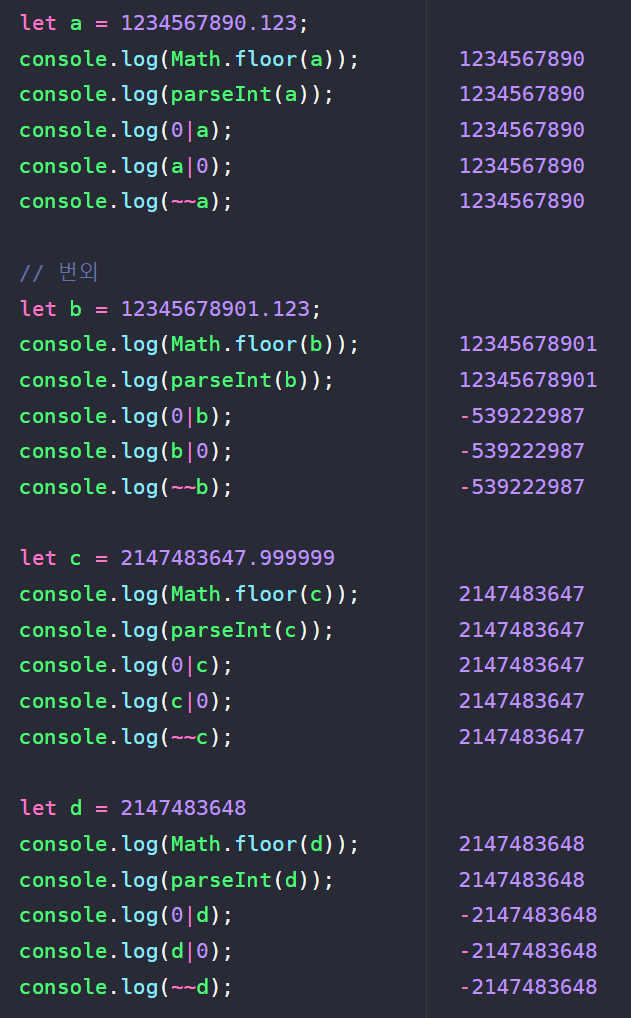 let a = 1234567890.123;
console.log(Math.floor(a)); 1234567890
console.log(parseInt(a)); 1234567890
console.log(0|a); 1234567890
console.log(a|0); 1234567890
console.log(~~a); 1234567890
// 번외
let b = 12345678901.123;
console.log(Math.floor(b)); 12345678901
console.log(parseInt(b)); 12345678901
console.log(0|b); -539222987
console.log(b|0); -539222987
console.log(~~b); -539222987
let c = 2147483647.999999
console.log(Math.floor(c)); 2147483647
console.log(parseInt(c)); 2147483647
console.log(0|c); 2147483647
console.log(c|0); 2147483647
console.log(~~c); 2147483647
let d = 2147483648
console.log(Math.floor(d)); 2147483648
console.log(parseInt(d)); 2147483648
console.log(0|d); -2147483648
console.log(d|0); -2147483648
console.log(~~d); -2147483648